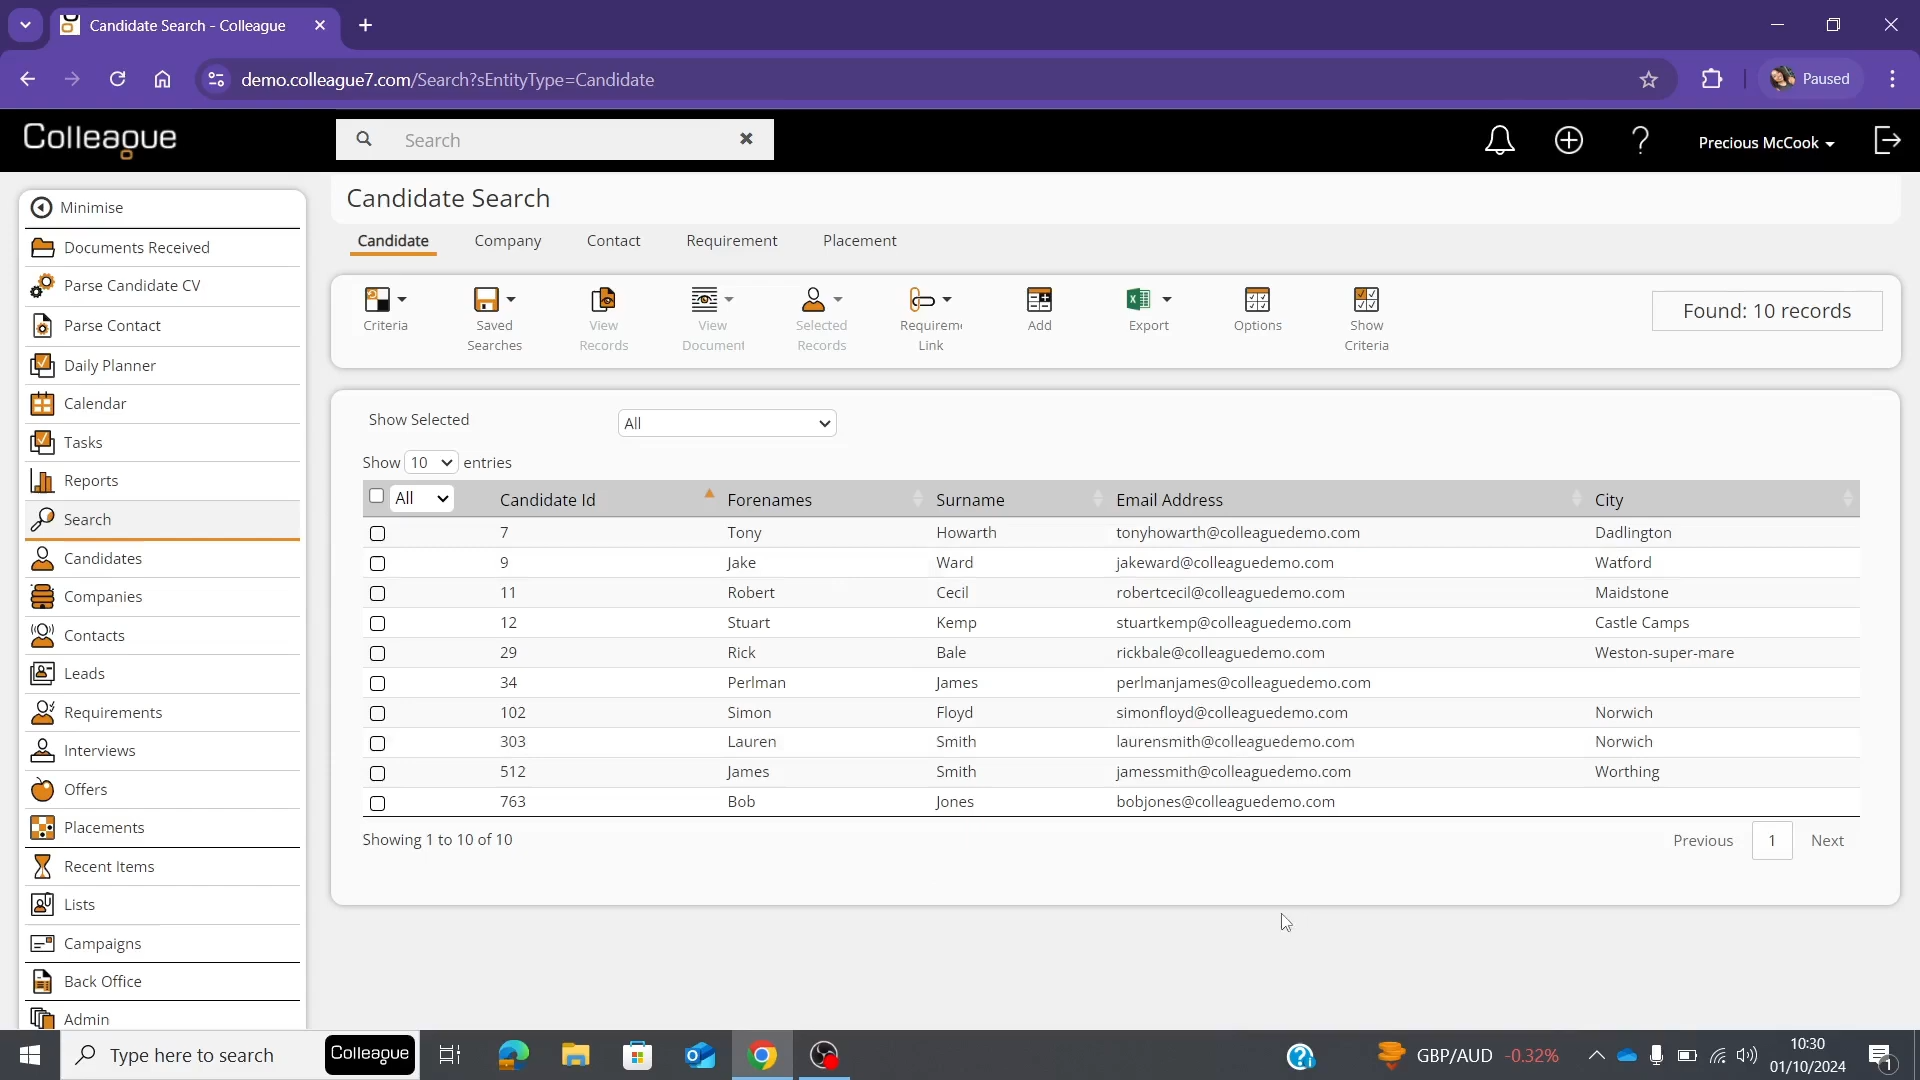 Candidate Search - Colleague
demo.colleague7.com/Search?sEntityType=Candidate
Paused
Colleague
Search
Precious McCook
Minimise
Documents Received
Parse Candidate CV
Parse Contact
Daily Planner
Calendar
Tasks
Reports
Search
Candidates
Companies
Contacts
Leads
Requirements
Interviews
Offers
Placements
Recent Items
Lists
Campaigns
Back Office
Admin
Candidate Search
Candidate Company Contact Requirement Placement
Criteria
Saved Searches
View Records
View Document
Selected Records
Requirem Link
Add
Export
Options
Show Criteria
Found: 10 records
Show Selected All
Show 10 entries
All Candidate Id Forenames Surname Email Address City
7 Tony Howarth tonyhowarth@colleaguedemo.com Dadlington
9 Jake Ward jakeward@colleaguedemo.com Watford
11 Robert Cecil robertcecil@colleaguedemo.com Maidstone
12 Stuart Kemp stuartkemp@colleaguedemo.com Castle Camps
29 Rick Bale rickbale@colleaguedemo.com Weston-super-mare
34 Perlman James perlmanjames@colleaguedemo.com
102 Simon Floyd simonfloyd@colleaguedemo.com Norwich
303 Lauren Smith laurensmith@colleaguedemo.com Norwich
512 James Smith jamessmith@colleaguedemo.com Worthing
763 Bob Jones bobjones@colleaguedemo.com
Showing 1 to 10 of 10
Previous 1 Next
Type here to search
Colleague
GBP/AUD -0.32%
10:30
01/10/2024
1